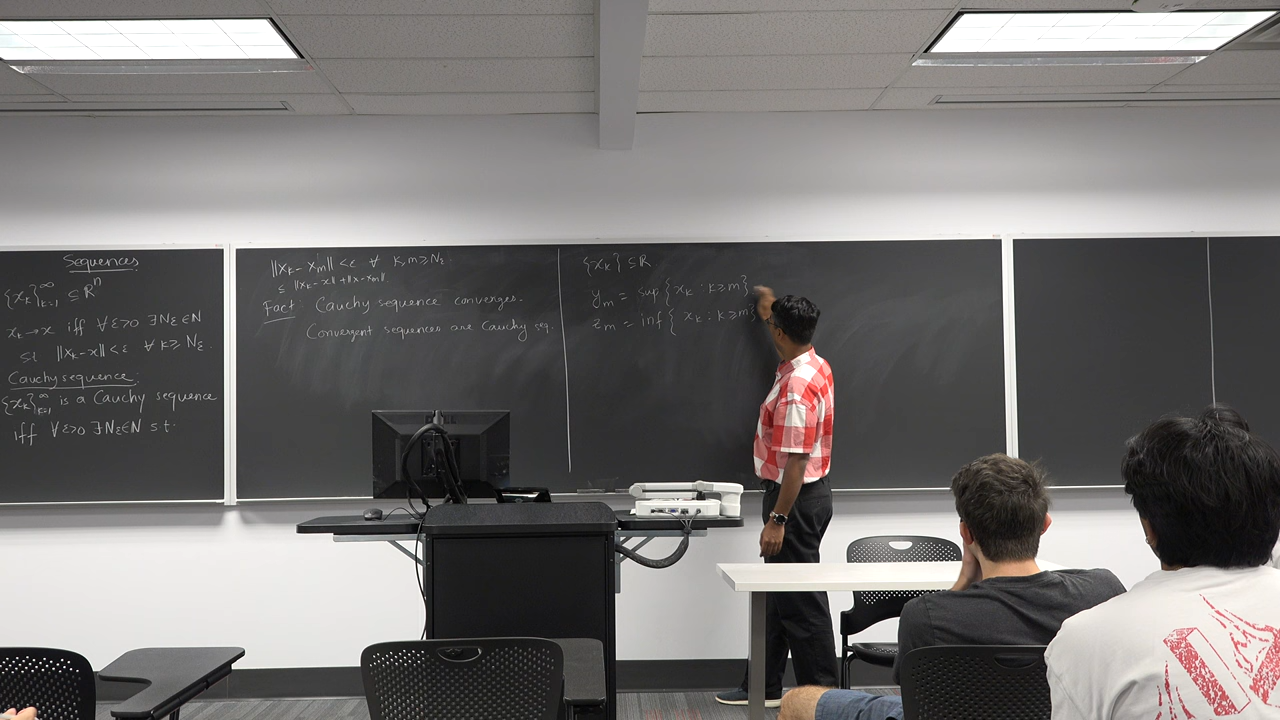 Sequences
{x_k}_{k=1}^∞ ⊆ ℝ^n
x_k → x iff ∀ε>0 ∃N_ε∈ℕ
st ‖x_k - x‖ < ε ∀ k ≥ N_ε.
Cauchy sequence:
{x_k}_{k=1}^∞ is a Cauchy sequence
iff ∀ε>0 ∃N_ε∈ℕ s.t.
‖x_k - x_m‖ < ε ∀ k,m ≥ N_ε
≤ ‖x_k - x‖ + ‖x - x_m‖
Fact: Cauchy sequence converges.
Convergent sequences are Cauchy seq.
{x_k} ⊆ ℝ
y_m = sup {x_k : k ≥ m}
z_m = inf { x_k : k ≥ m}